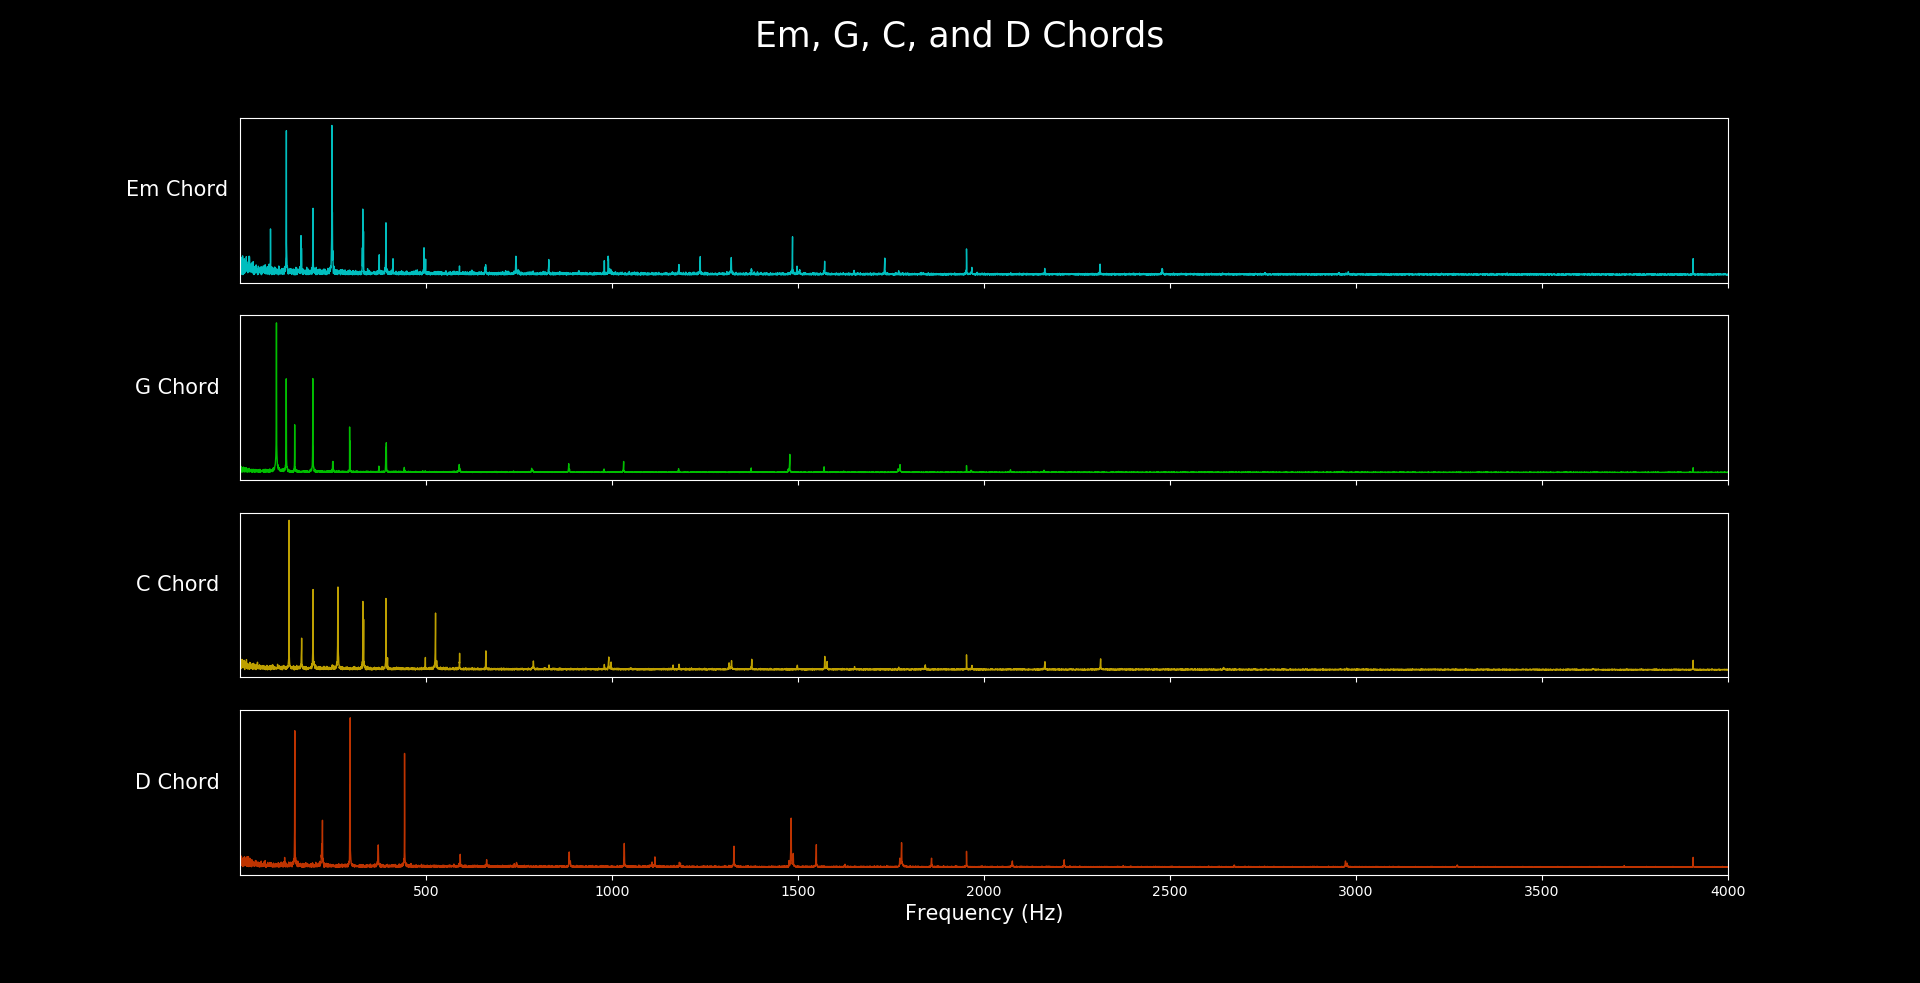 Em, G, C, and D Chords
Em Chord
G Chord
C Chord
D Chord
500 1000 1500 2000 2500 3000 3500 4000
Frequency (Hz)